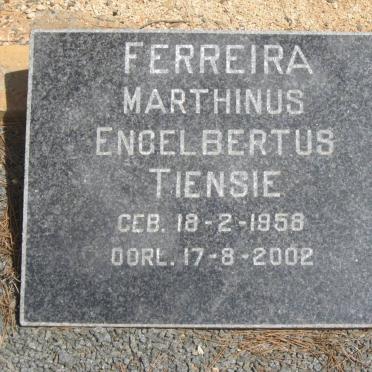 FERREIRA
MARTHINUS
ENGELBERTUS
TIENSIE
GEB. 18-2-1958
OORL. 17-8-2002